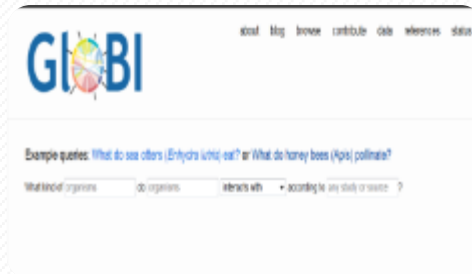 GLOBI
about blog browse contribute data references status
Example queries: What do sea otters (Enhydra lutris) eat? or What do honey bees (Apis) pollinate?
What kind of organisms do organisms interacts with according to any study or source ?